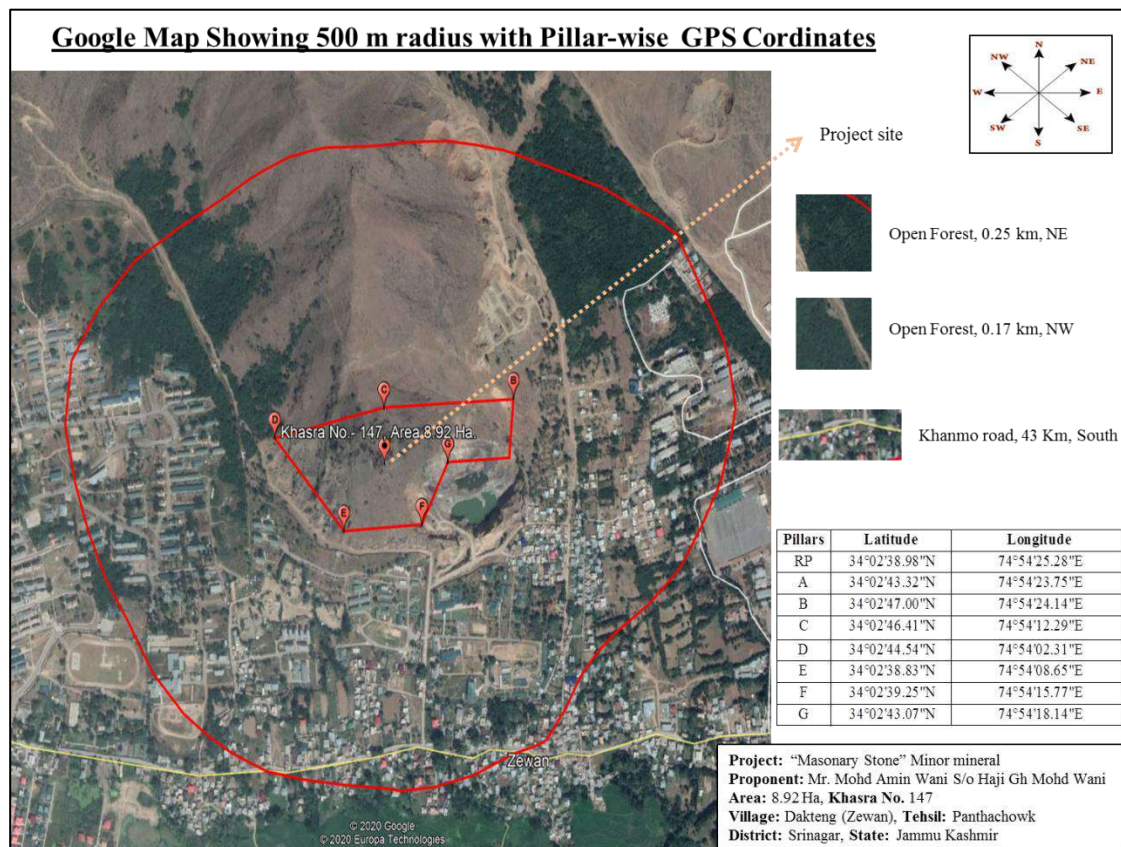 Google Map Showing 500 m radius with Pillar-wise GPS Cordinates
N
NW
NE
W
E
SW
SE
S
Project site
Open Forest, 0.25 km, NE
Open Forest, 0.17 km, NW
Khanmo road, 43 Km, South
B
C
D
Khasra No.- 147, Area 8.92 Ha.
G
F
E
Zewan
© 2020 Google
© 2020 Europa Technologies
Pillars Latitude Longitude
RP 34°02'38.98"N 74°54'25.28"E
A 34°02'43.32"N 74°54'23.75"E
B 34°02'47.00"N 74°54'24.14"E
C 34°02'46.41"N 74°54'12.29"E
D 34°02'44.54"N 74°54'02.31"E
E 34°02'38.83"N 74°54'08.65"E
F 34°02'39.25"N 74°54'15.77"E
G 34°02'43.07"N 74°54'18.14"E
Project: “Masonary Stone” Minor mineral
Proponent: Mr. Mohd Amin Wani S/o Haji Gh Mohd Wani
Area: 8.92 Ha, Khasra No. 147
Village: Dakteng (Zewan), Tehsil: Panthachowk
District: Srinagar, State: Jammu Kashmir